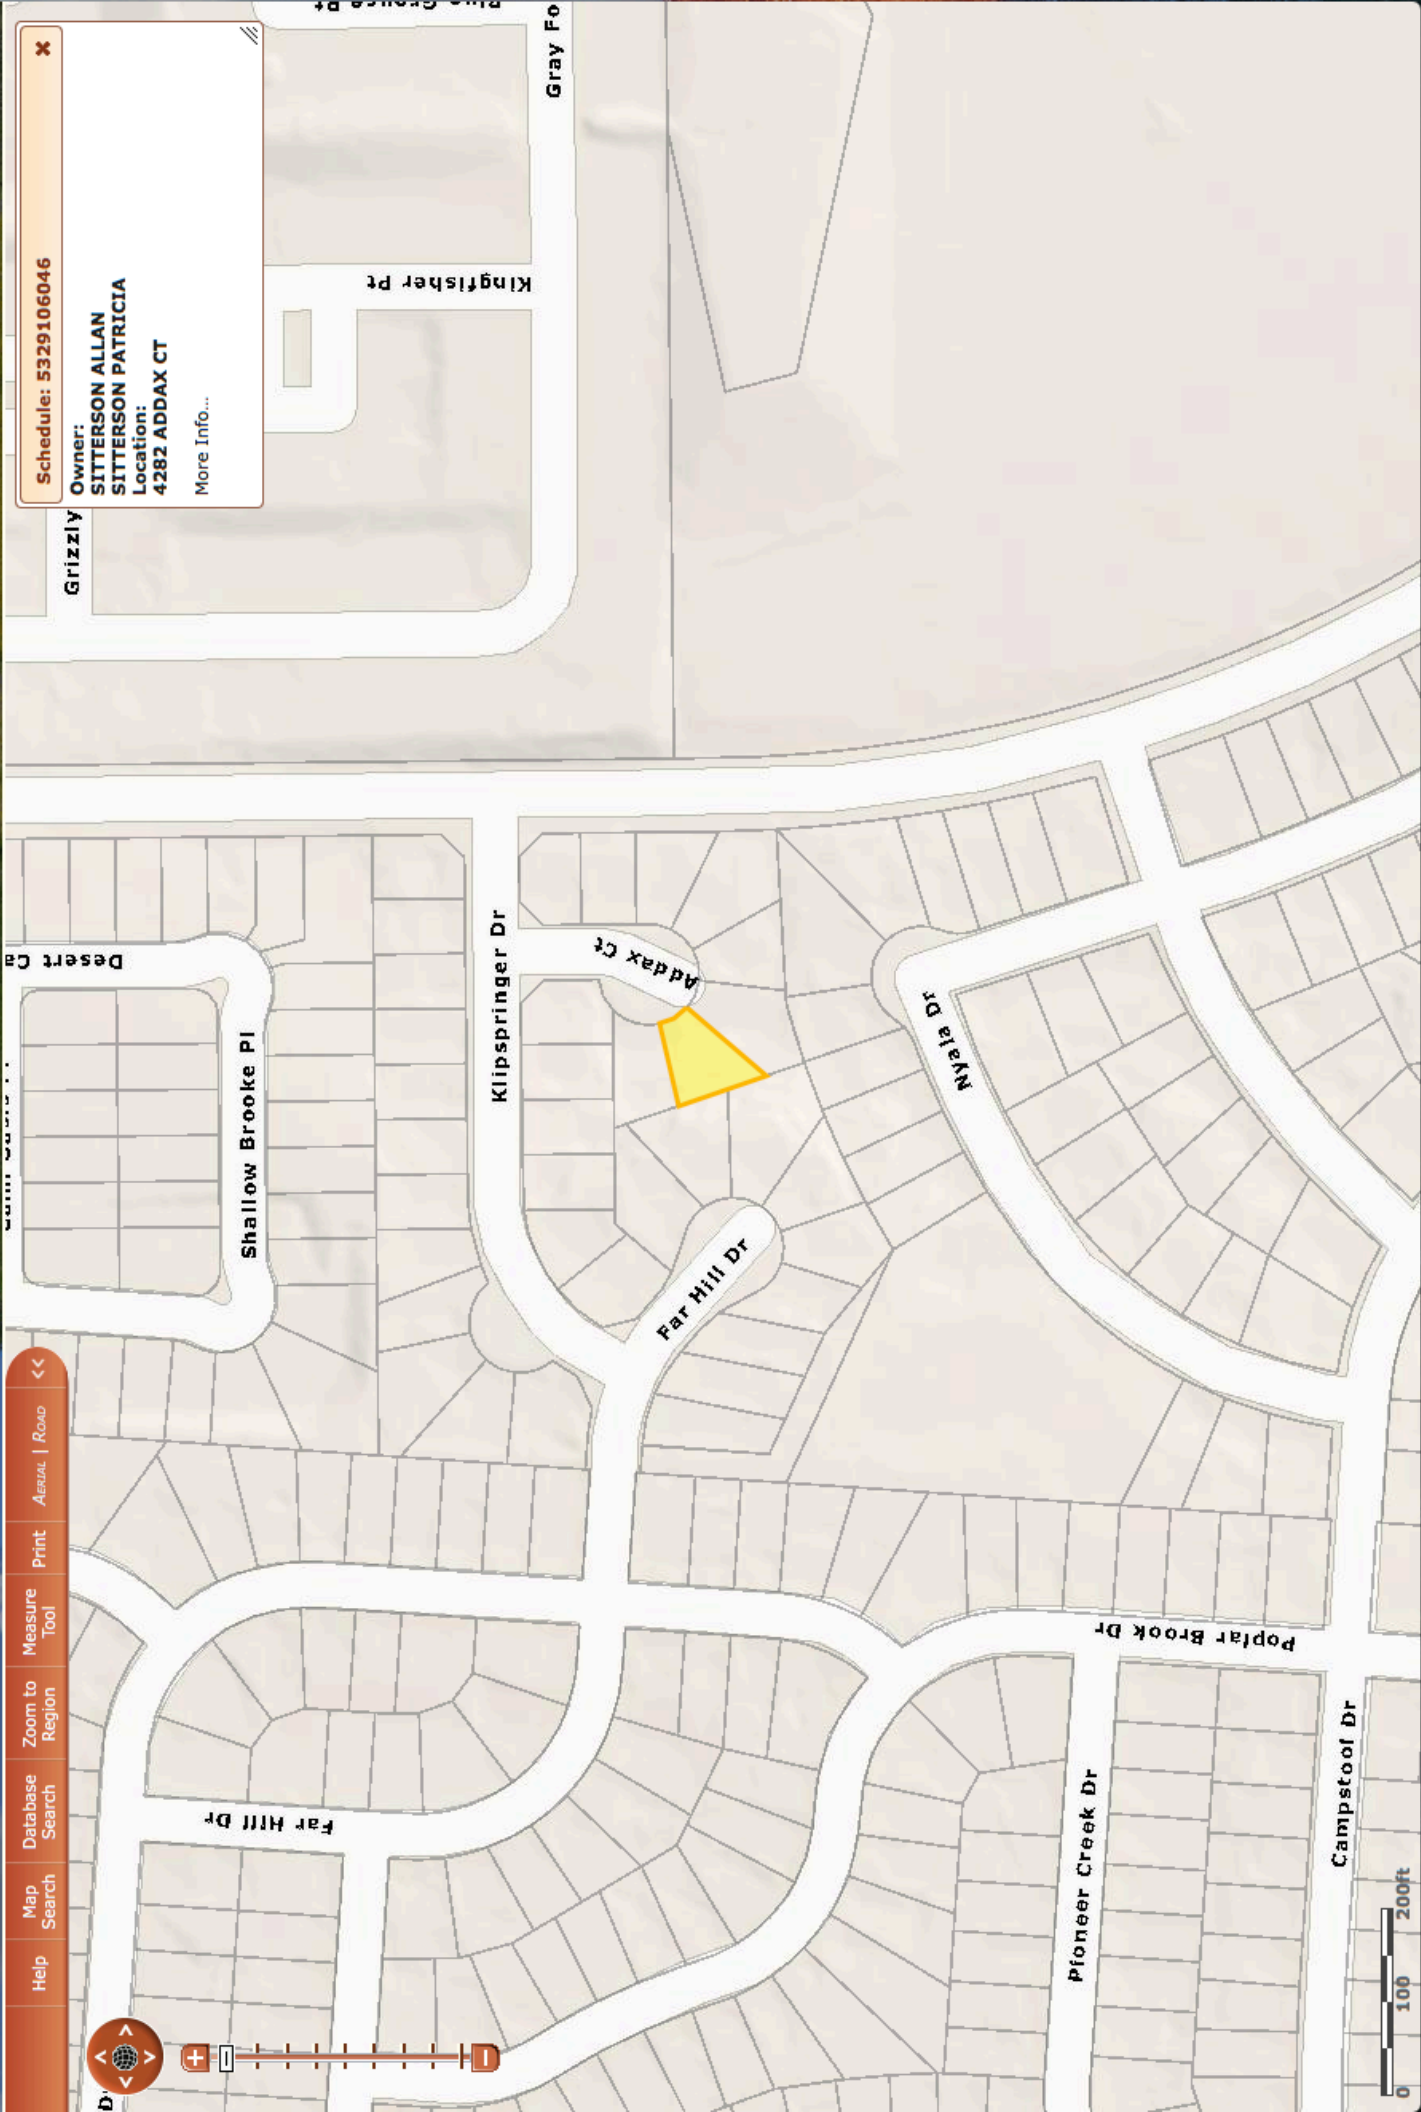 Help
Map
Search
Database
Search
Zoom to
Region
Measure
Tool
Print
AERIAL | ROAD
<<
Schedule: 5329106046
Owner:
SITTERSON ALLAN
SITTERSON PATRICIA
Location:
4282 ADDAX CT
More Info...
Grizzly
Kingfisher Pt
Gray Fo
Blue Grouse Pt
Desert Ca
Shallow Brooke Pl
Klipspringer Dr
Addax Ct
Nyala Dr
Far Hill Dr
Far Hill Dr
Poplar Brook Dr
Pioneer Creek Dr
Campstool Dr
0 100 200ft